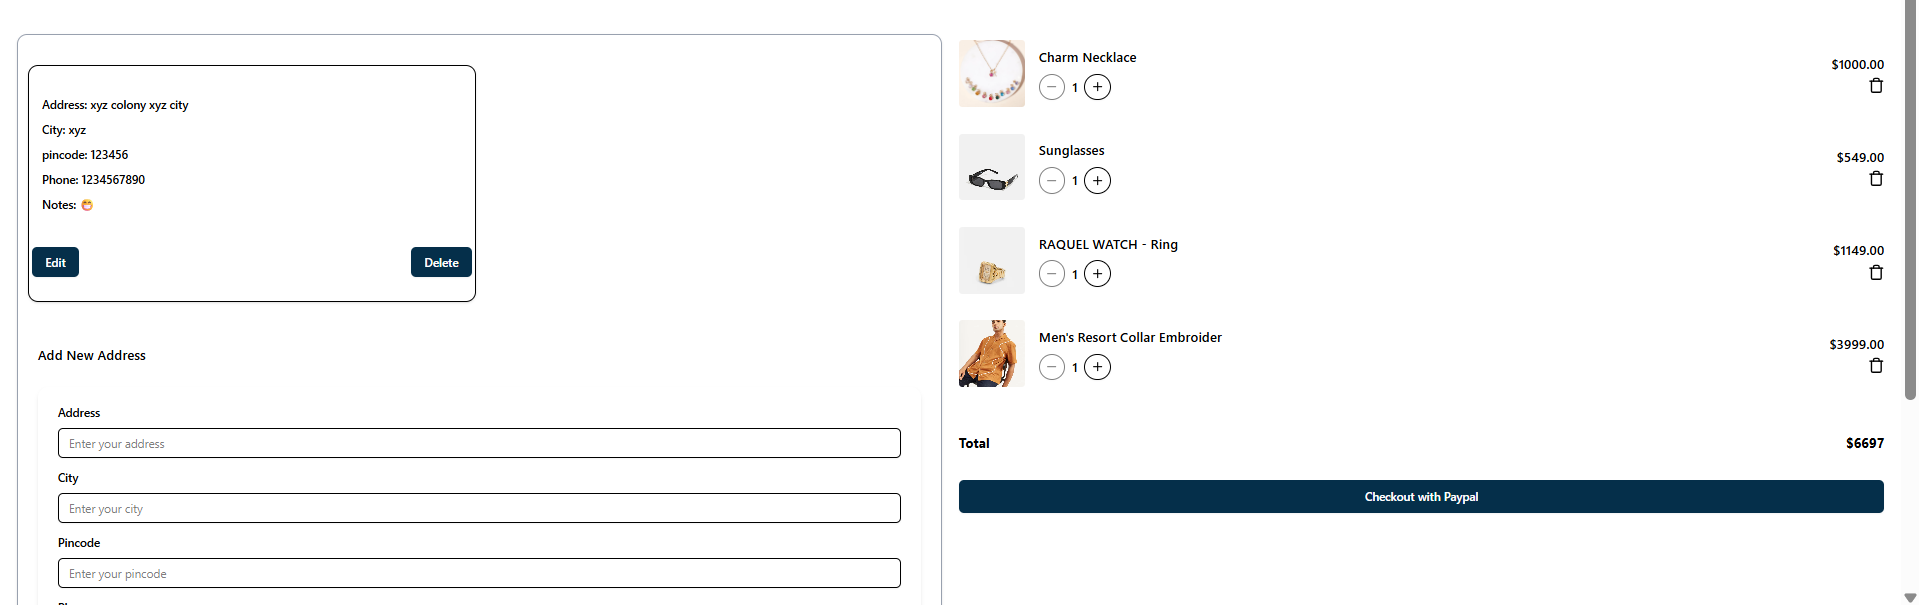 Address: xyz colony xyz city
City: xyz
pincode: 123456
Phone: 1234567890
Notes: 😷
Edit
Delete
Add New Address
Address
Enter your address
City
Enter your city
Pincode
Enter your pincode
Charm Necklace
$1000.00
− 1 +
Sunglasses
$549.00
− 1 +
RAQUEL WATCH - Ring
$1149.00
− 1 +
Men's Resort Collar Embroider
$3999.00
− 1 +
Total
$6697
Checkout with Paypal